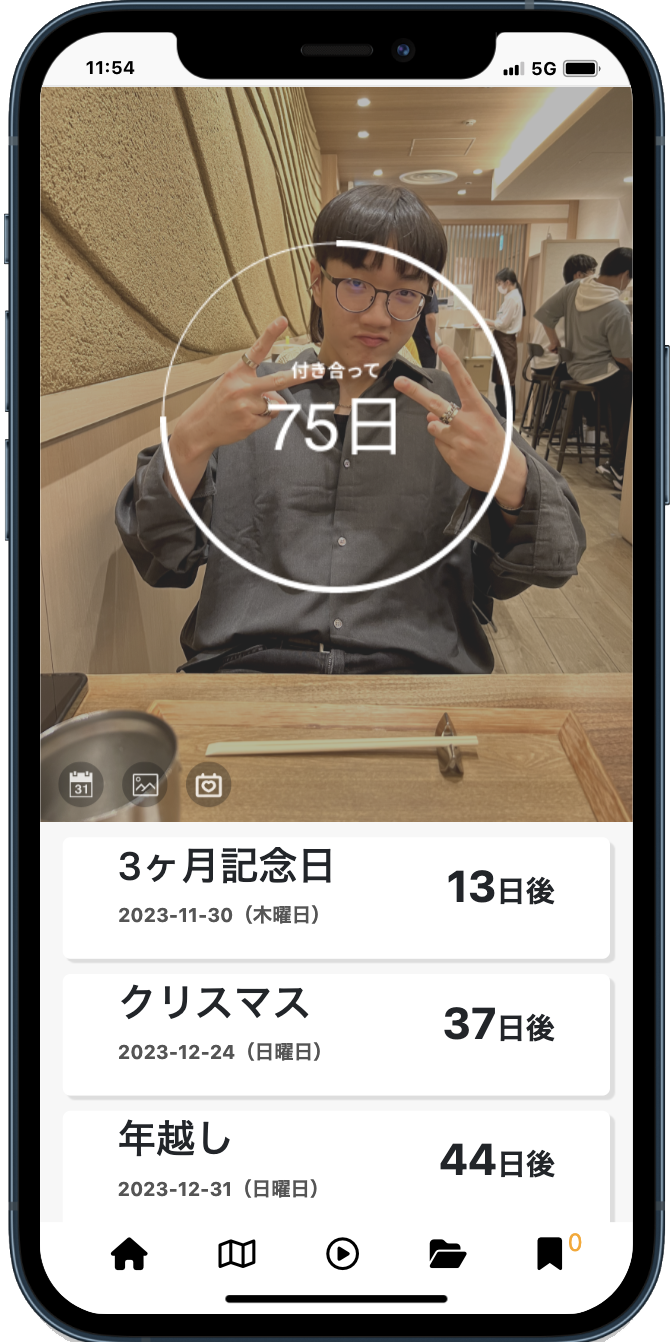 11:54
5G
付き合って
75日
31
3ヶ月記念日
13日後
2023-11-30（木曜日）
クリスマス
37日後
2023-12-24（日曜日）
年越し
44日後
2023-12-31（日曜日）
0